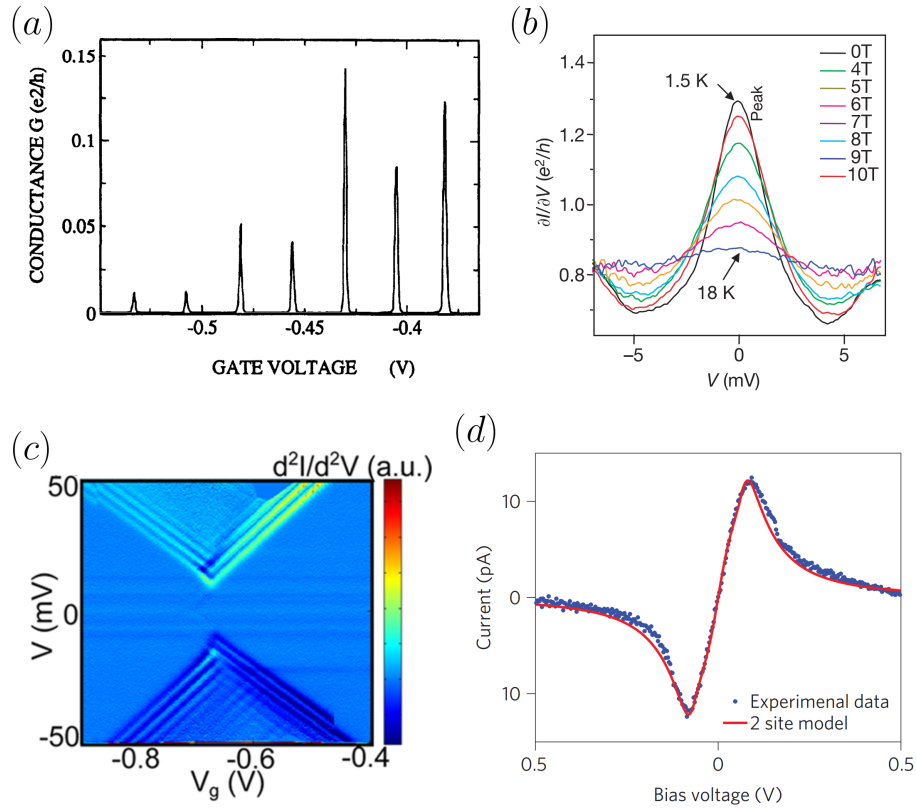 (a)
CONDUCTANCE G (e2/h)
0.15
0.1
0.05
0
-0.5
-0.45
-0.4
GATE VOLTAGE (V)
(b)
∂I/∂V (e²/h)
1.4
1.2
1.0
0.8
1.5 K
Peak
18 K
0T
4T
5T
6T
7T
8T
9T
10T
−5
0
5
V (mV)
(c)
d²I/d²V (a.u.)
V (mV)
50
0
-50
-0.8
-0.6
-0.4
Vg (V)
(d)
Current (pA)
10
0
10
Experimenal data
2 site model
0.5
0
0.5
Bias voltage (V)